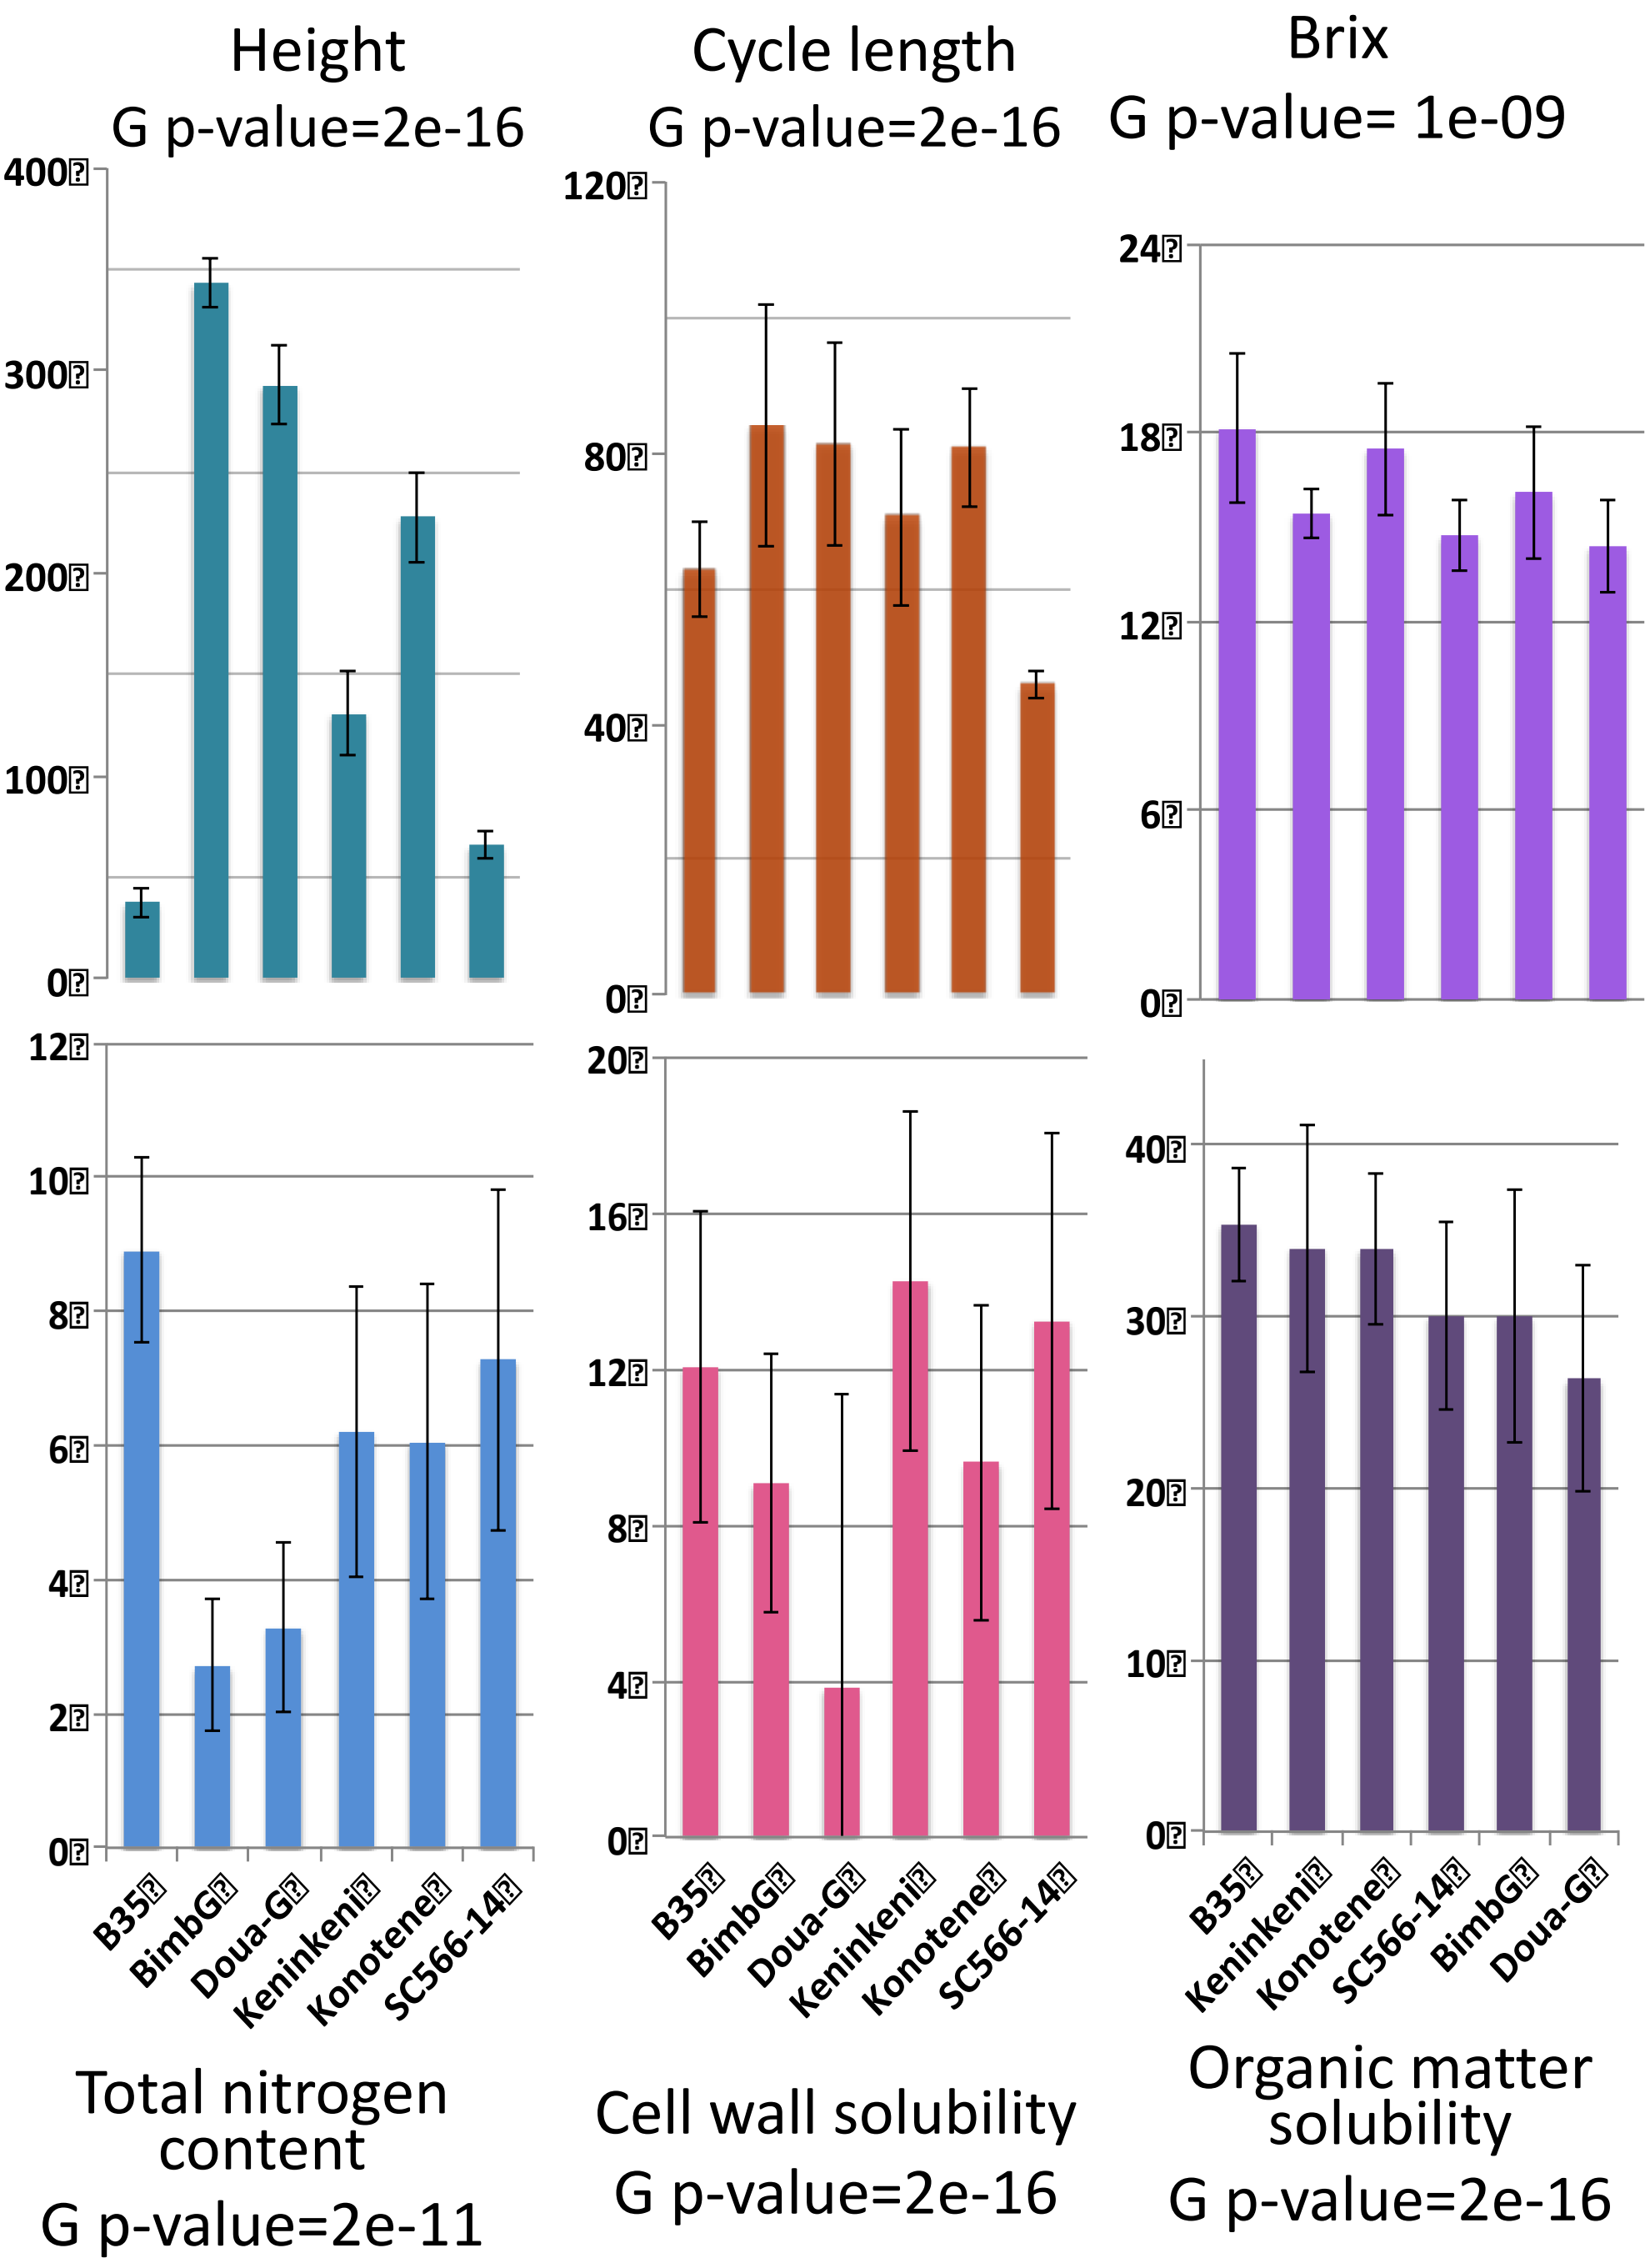 Height
G p-value=2e-16
400
300
200
100
0
Cycle length
G p-value=2e-16
120
80
40
0
Brix
G p-value= 1e-09
24
18
12
6
0
12
10
8
6
4
2
0
B35
BimbG
Doua-G
Keninkeni
Konotene
SC566-14
Total nitrogen
content
G p-value=2e-11
20
16
12
8
4
0
B35
BimbG
Doua-G
Keninkeni
Konotene
SC566-14
Cell wall solubility
G p-value=2e-16
40
30
20
10
0
B35
Keninkeni
Konotene
SC566-14
BimbG
Doua-G
Organic matter
solubility
G p-value=2e-16